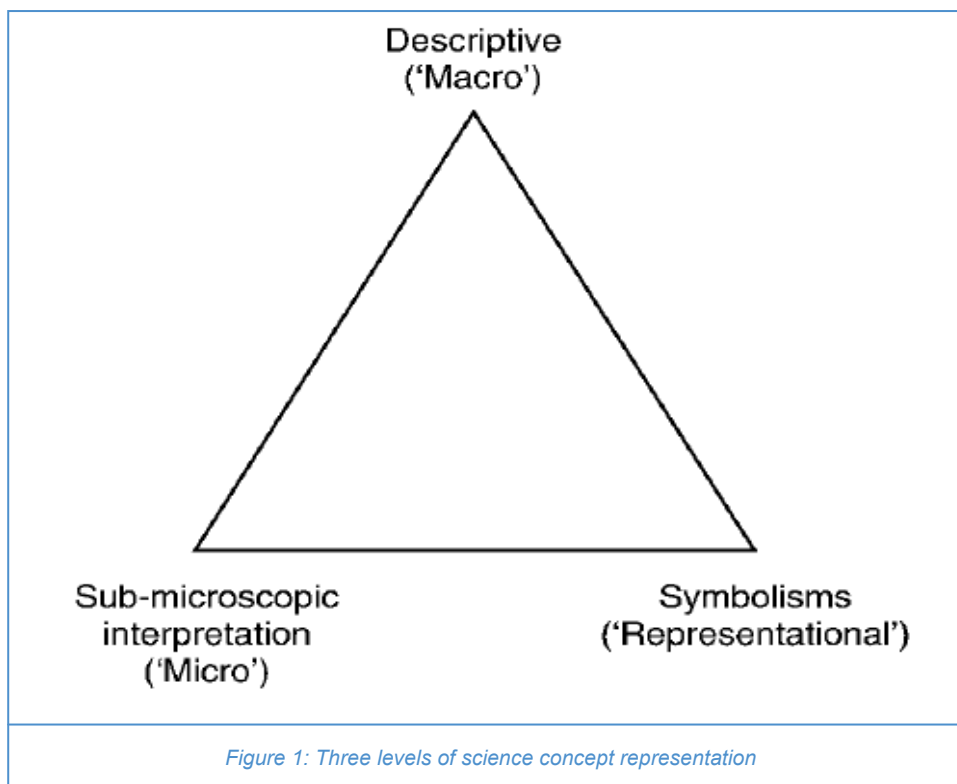 Descriptive
(‘Macro’)
Sub-microscopic
interpretation
(‘Micro’)
Symbolisms
(‘Representational’)
Figure 1: Three levels of science concept representation